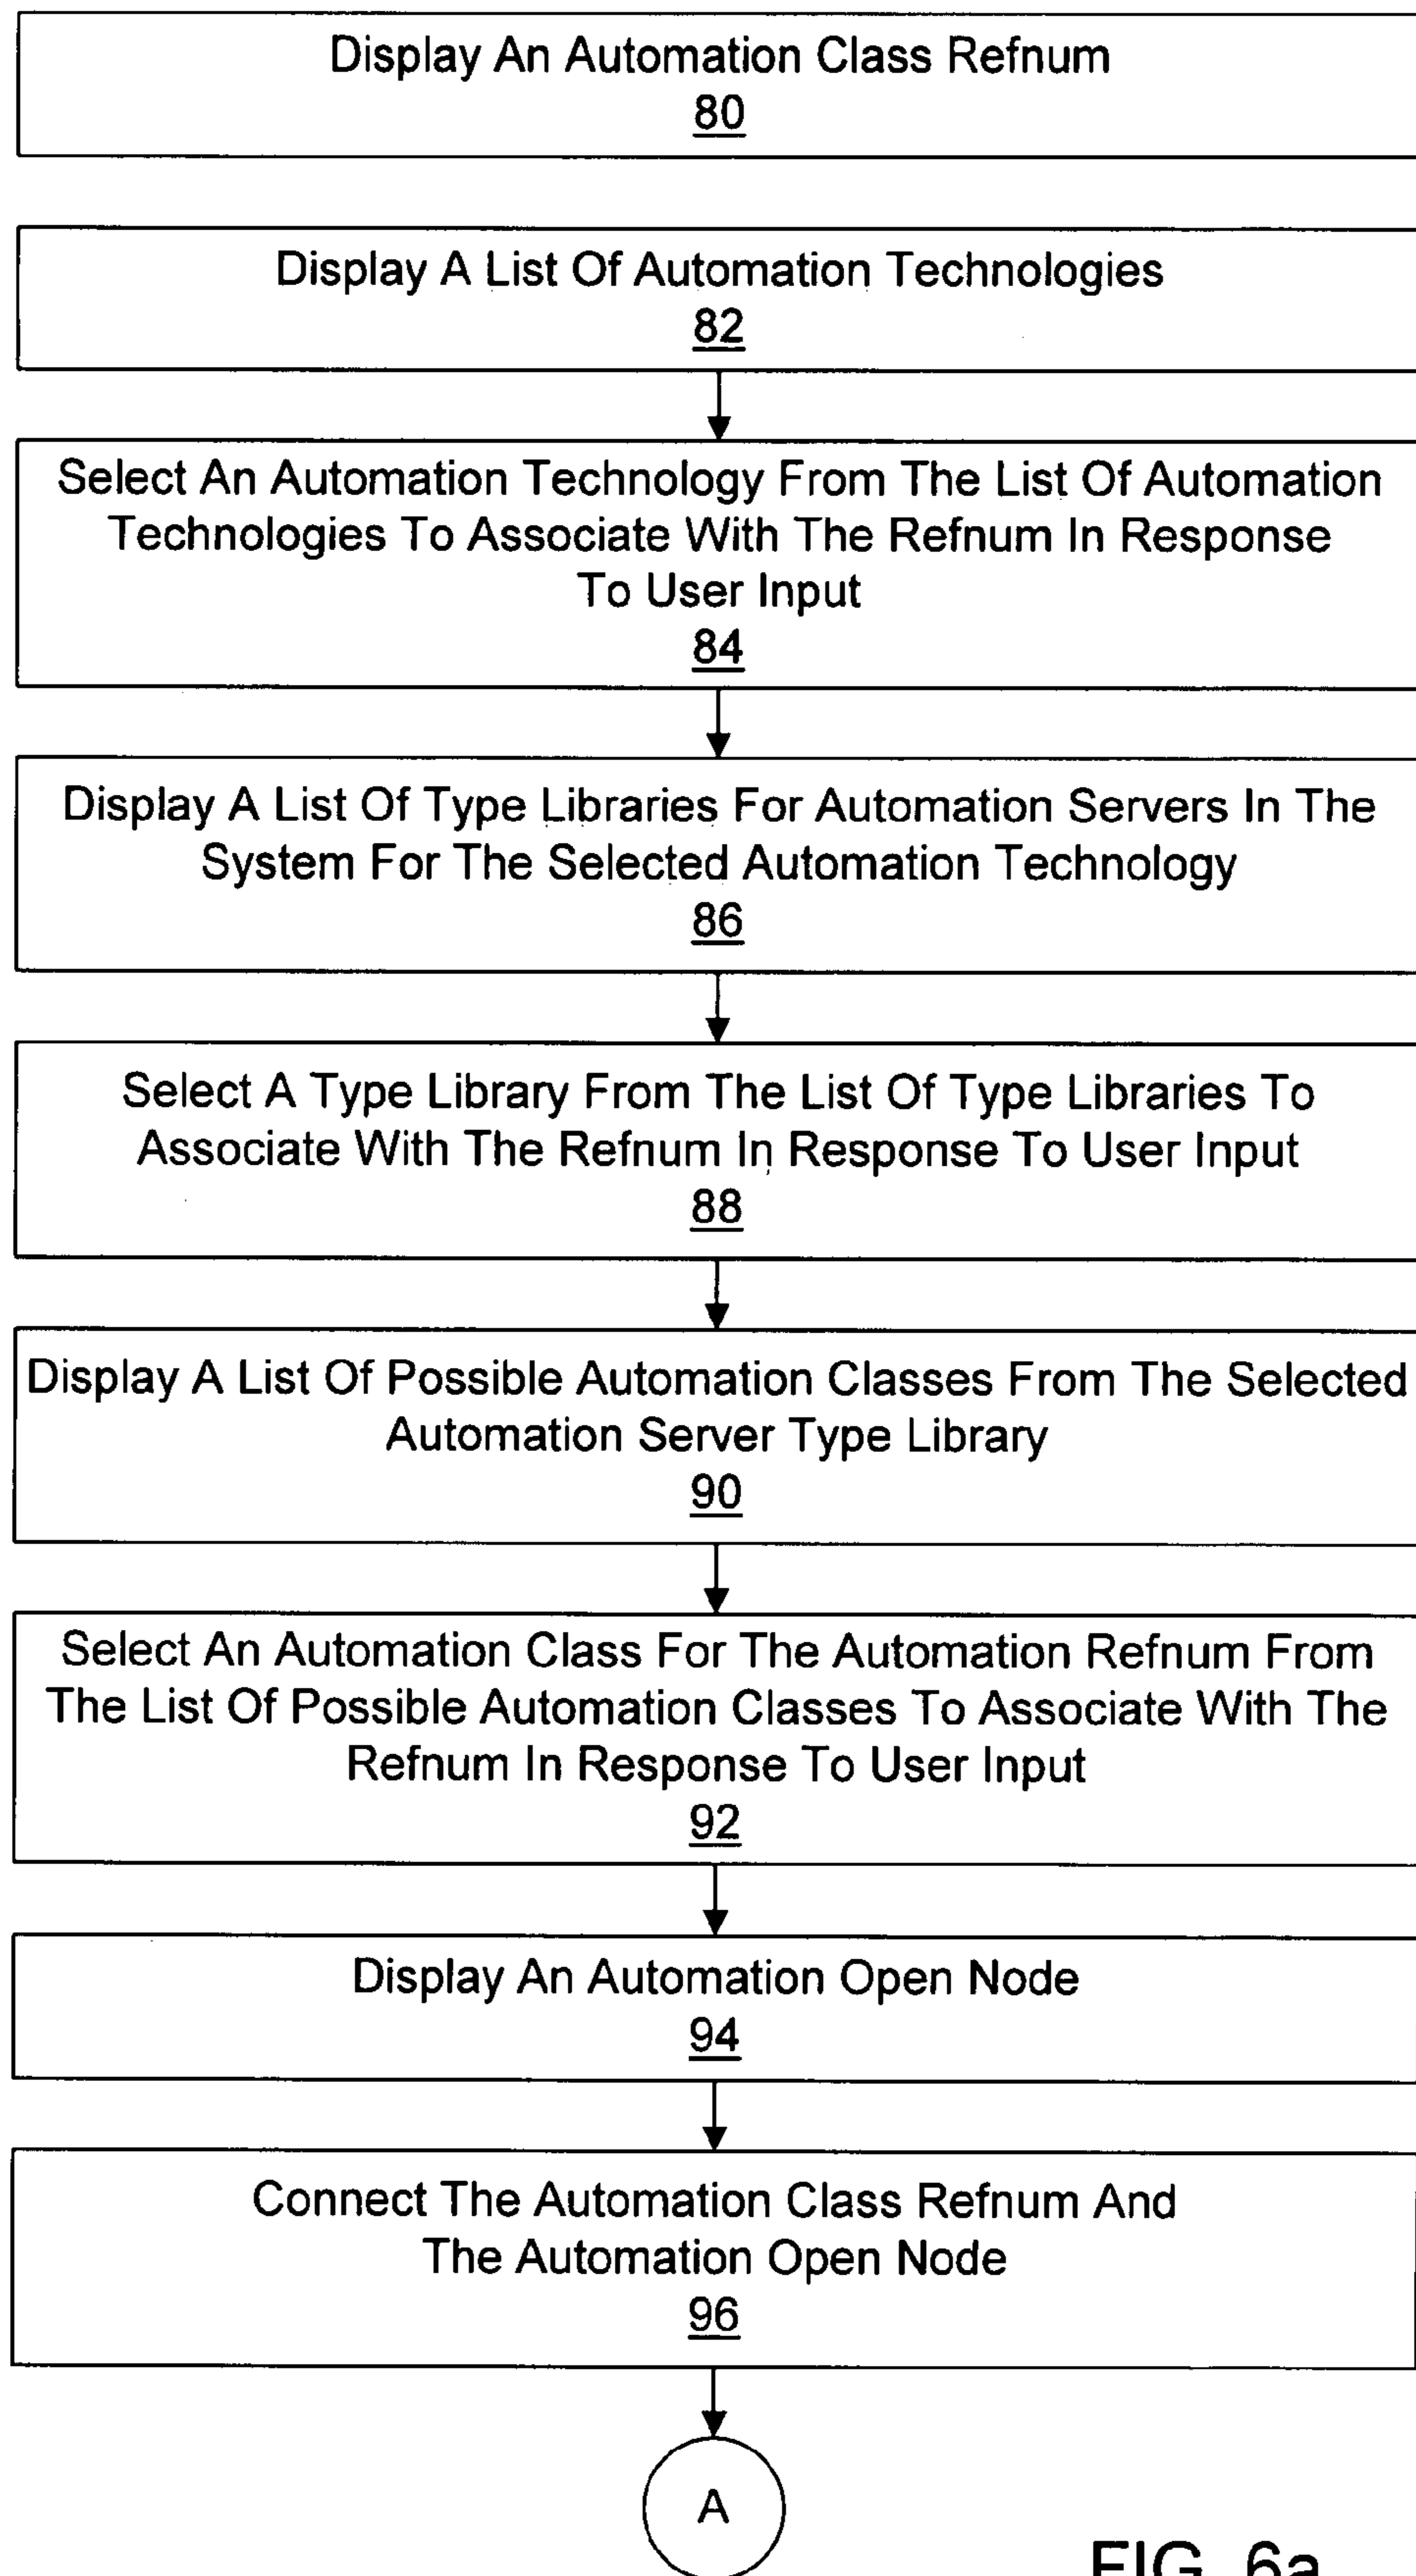 Display An Automation Class Refnum
80
Display A List Of Automation Technologies
82
Select An Automation Technology From The List Of Automation
Technologies To Associate With The Refnum In Response
To User Input
84
Display A List Of Type Libraries For Automation Servers In The
System For The Selected Automation Technology
86
Select A Type Library From The List Of Type Libraries To
Associate With The Refnum In Response To User Input
88
Display A List Of Possible Automation Classes From The Selected
Automation Server Type Library
90
Select An Automation Class For The Automation Refnum From
The List Of Possible Automation Classes To Associate With The
Refnum In Response To User Input
92
Display An Automation Open Node
94
Connect The Automation Class Refnum And
The Automation Open Node
96
A
FIG. 6a